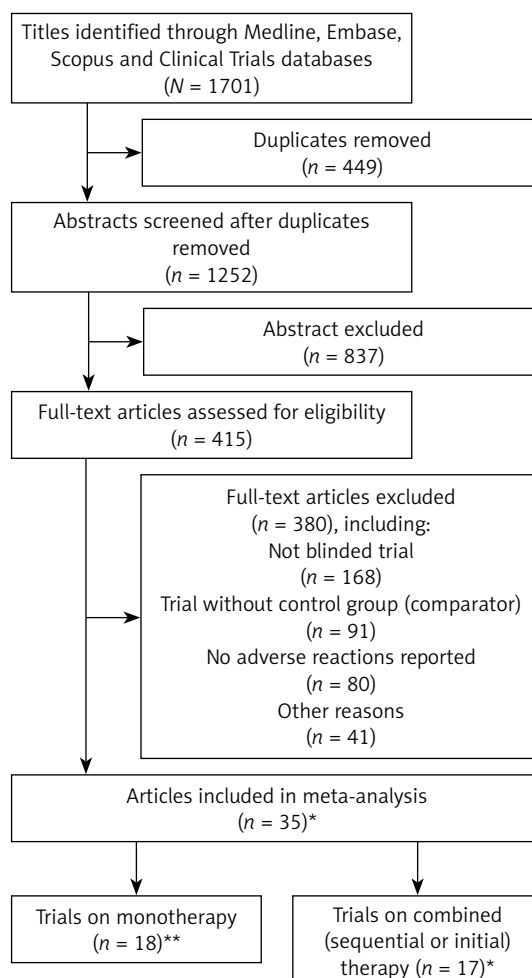 Titles identified through Medline, Embase,
Scopus and Clinical Trials databases
(N = 1701)
Duplicates removed
(n = 449)
Abstracts screened after duplicates
removed
(n = 1252)
Abstract excluded
(n = 837)
Full-text articles assessed for eligibility
(n = 415)
Full-text articles excluded
(n = 380), including:
Not blinded trial
(n = 168)
Trial without control group (comparator)
(n = 91)
No adverse reactions reported
(n = 80)
Other reasons
(n = 41)
Articles included in meta-analysis
(n = 35)*
Trials on monotherapy
(n = 18)**
Trials on combined
(sequential or initial)
therapy (n = 17)*